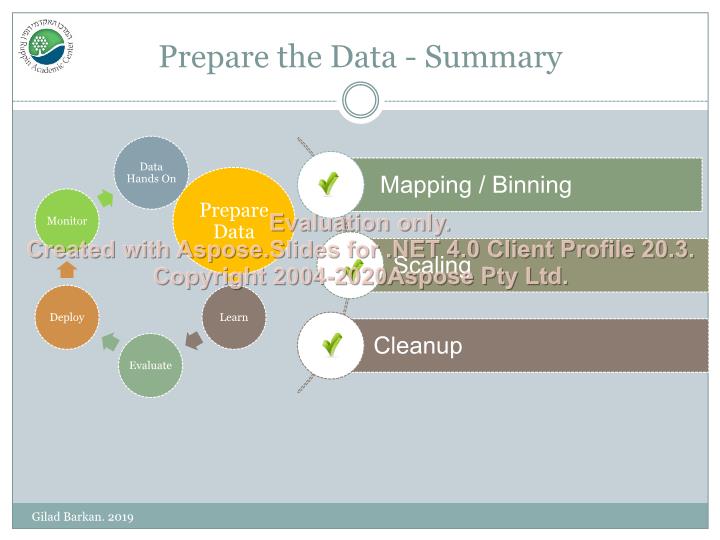 Prepare the Data - Summary
המרכז האקדמי רופין
Ruppin Academic Center
Data
Hands On
Prepare
Data
Monitor
Deploy
Learn
Evaluate
Mapping / Binning
Scaling
Cleanup
Evaluation only.
Created with Aspose.Slides for .NET 4.0 Client Profile 20.3.
Copyright 2004-2020Aspose Pty Ltd.
Gilad Barkan. 2019